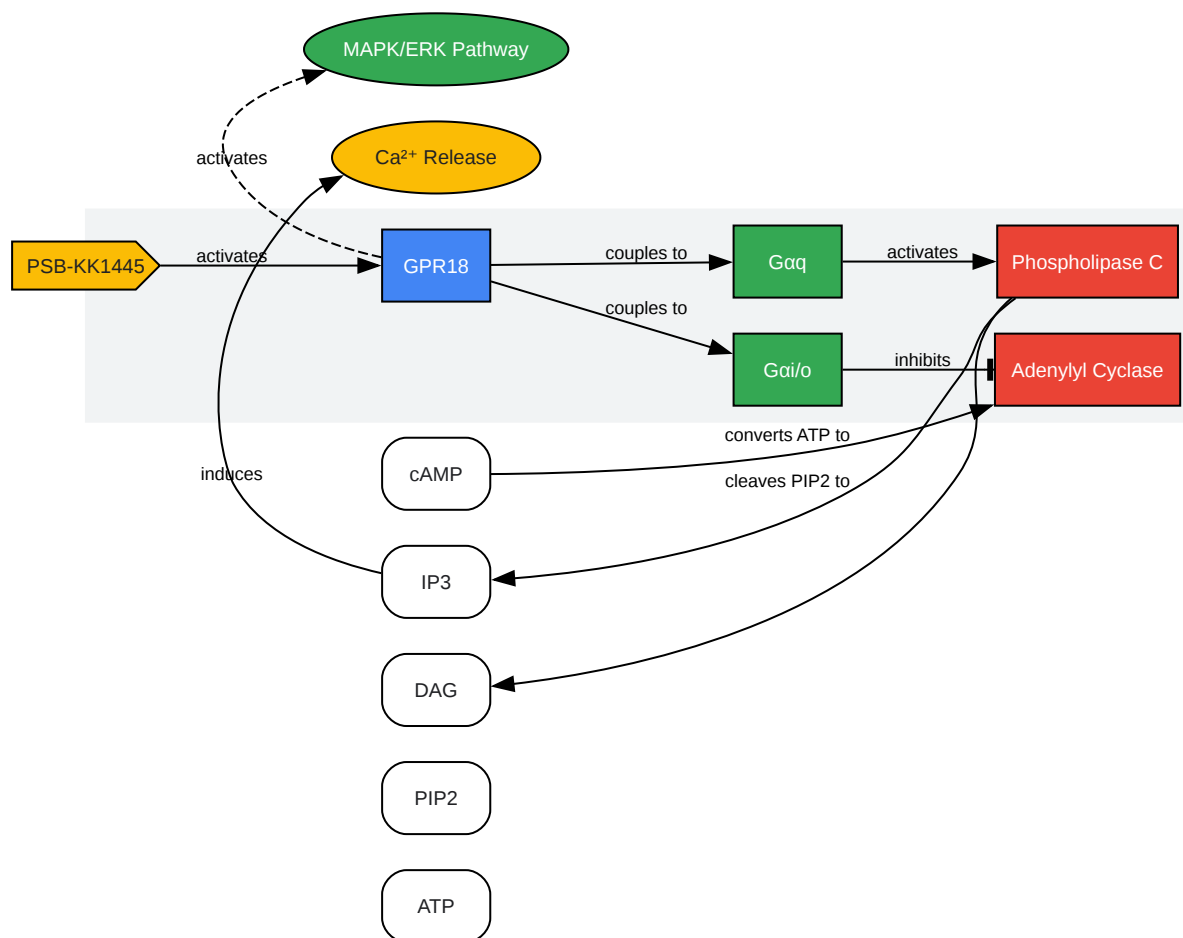 MAPK/ERK Pathway
activates
Ca²⁺ Release
PSB-KK1445
activates
GPR18
couples to
Gαq
activates
Phospholipase C
couples to
Gαi/o
inhibits
Adenylyl Cyclase
converts ATP to
cAMP
induces
cleaves PIP2 to
IP3
DAG
PIP2
ATP